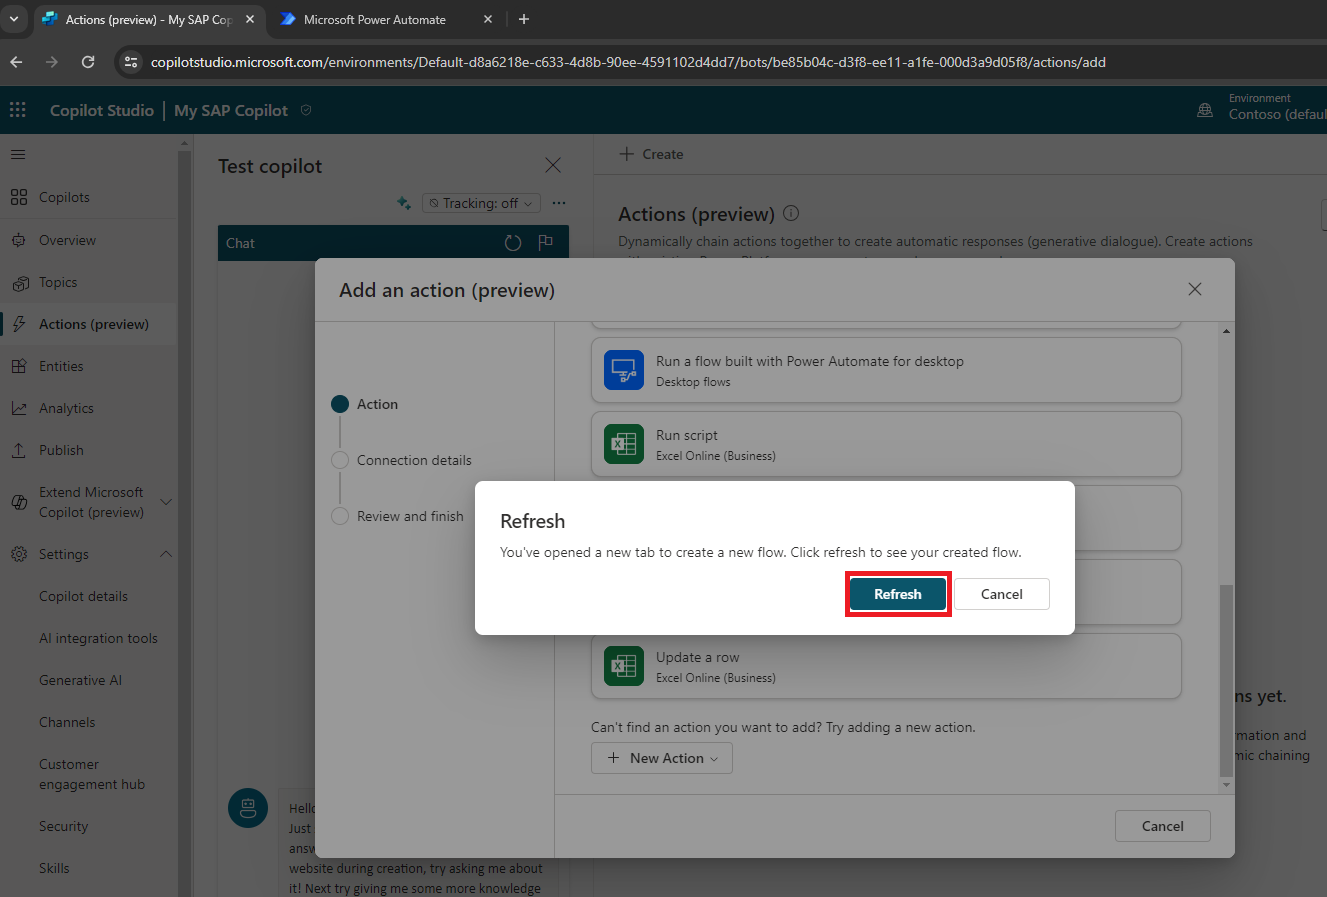 Actions (preview) - My SAP Cop
Microsoft Power Automate
copilotstudio.microsoft.com/environments/Default-d8a6218e-c633-4d8b-90ee-4591102d4dd7/bots/be85b04c-d3f8-ee11-a1fe-000d3a9d05f8/actions/add
Copilot Studio | My SAP Copilot
Environment
Contoso (defaul
Copilots
Overview
Topics
Actions (preview)
Entities
Analytics
Publish
Extend Microsoft
Copilot (preview)
Settings
Copilot details
AI integration tools
Generative AI
Channels
Customer
engagement hub
Security
Skills
Test copilot
Tracking: off
Chat
Hello
Just
answ
website during creation, try asking me about
it! Next try giving me some more knowledge
Create
Actions (preview)
Dynamically chain actions together to create automatic responses (generative dialogue). Create actions
ns yet.
rmation and
mic chaining
Add an action (preview)
Action
Connection details
Review and finish
Run a flow built with Power Automate for desktop
Desktop flows
Run script
Excel Online (Business)
Refresh
You've opened a new tab to create a new flow. Click refresh to see your created flow.
Refresh
Cancel
Update a row
Excel Online (Business)
Can't find an action you want to add? Try adding a new action.
New Action
Cancel